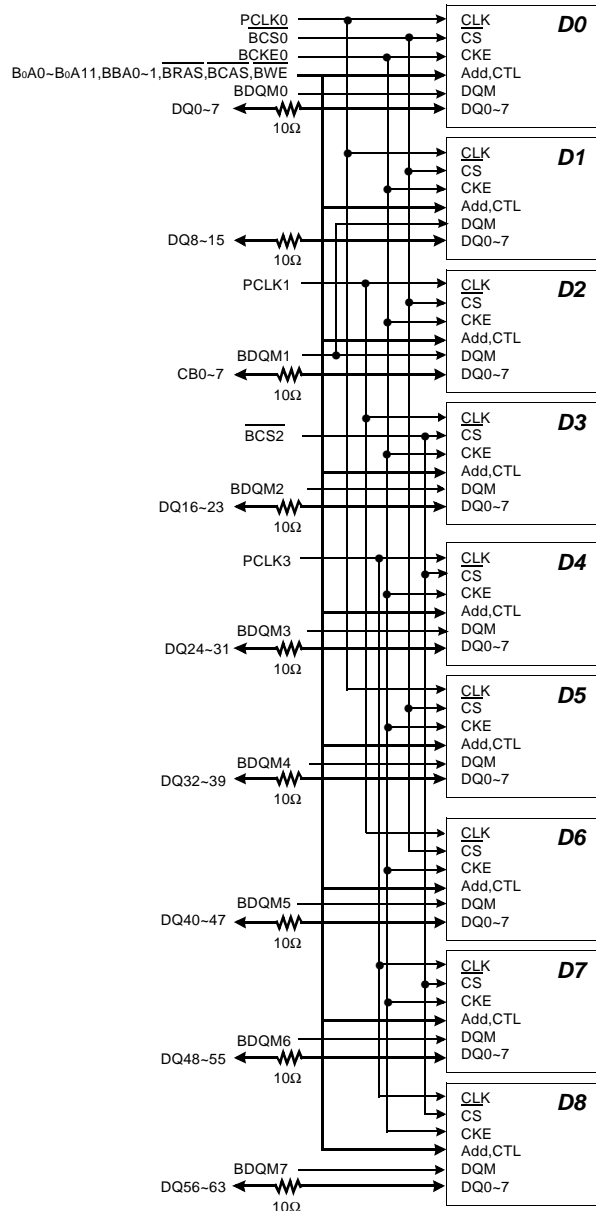 PCLK0
CLK
D0
BCS0
CS
BCKE0
CKE
B0A0~B0A11,BBA0~1,BRAS,BCAS,BWE
Add,CTL
BDQM0
DQM
DQ0~7
DQ0~7
10Ω
CLK
D1
CS
CKE
Add,CTL
DQM
DQ8~15
DQ0~7
10Ω
PCLK1
CLK
D2
CS
CKE
Add,CTL
BDQM1
DQM
CB0~7
DQ0~7
10Ω
CLK
D3
BCS2
CS
CKE
Add,CTL
BDQM2
DQM
DQ16~23
DQ0~7
10Ω
PCLK3
CLK
D4
CS
CKE
Add,CTL
BDQM3
DQM
DQ24~31
DQ0~7
10Ω
CLK
D5
CS
CKE
Add,CTL
BDQM4
DQM
DQ32~39
DQ0~7
10Ω
CLK
D6
CS
CKE
Add,CTL
BDQM5
DQM
DQ40~47
DQ0~7
10Ω
CLK
D7
CS
CKE
Add,CTL
BDQM6
DQM
DQ48~55
DQ0~7
10Ω
CLK
D8
CS
CKE
Add,CTL
BDQM7
DQM
DQ56~63
DQ0~7
10Ω